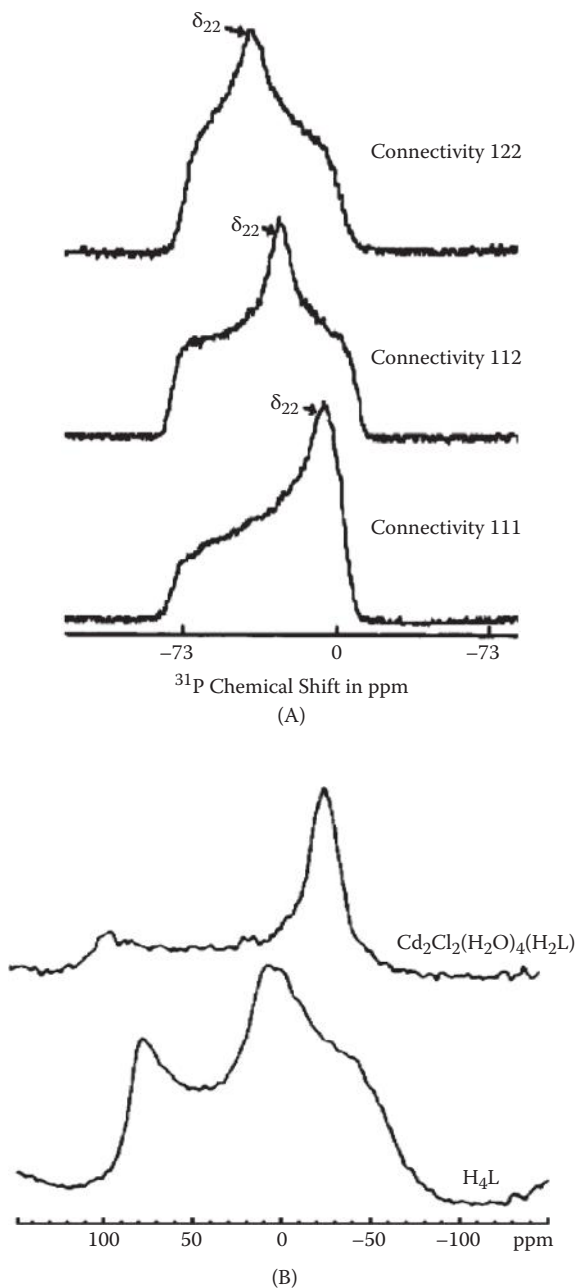 δ22
Connectivity 122
δ22
Connectivity 112
δ22
Connectivity 111
−73 0 −73
31P Chemical Shift in ppm
(A)
Cd2Cl2(H2O)4(H2L)
H4L
100 50 0 −50 −100 ppm
(B)